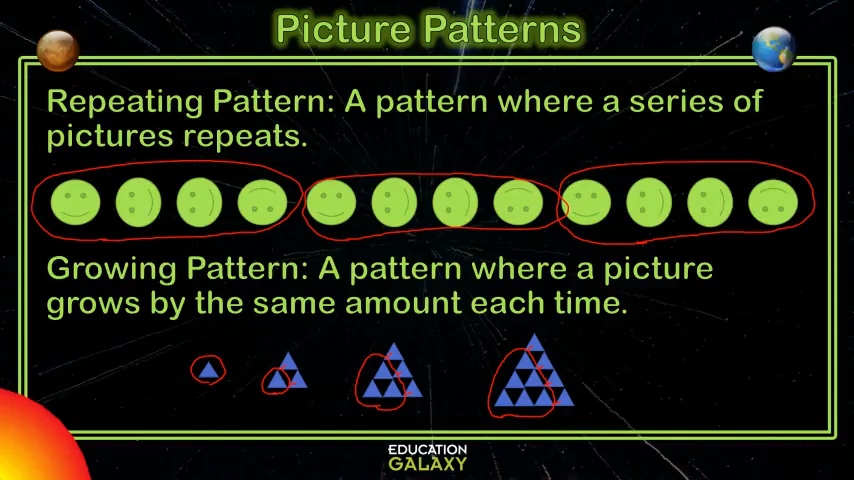 Picture Patterns
Repeating Pattern: A pattern where a series of
pictures repeats.
Growing Pattern: A pattern where a picture
grows by the same amount each time.
EDUCATION
GALAXY